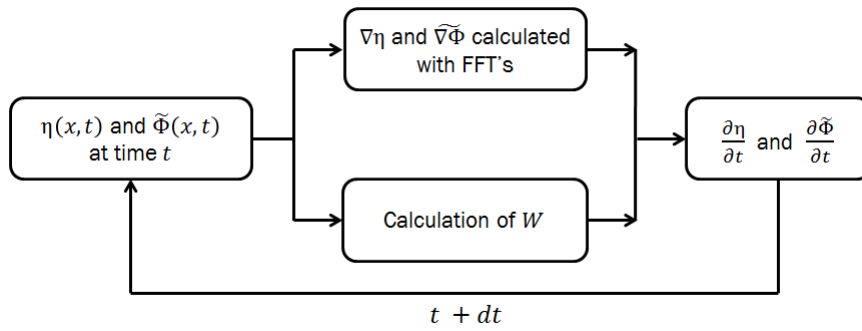 ∇η and ∇͠Φ calculated
with FFT's
η(x,t) and Φ̃(x,t)
at time t
∂η/∂t and ∂Φ̃/∂t
Calculation of W
t + dt